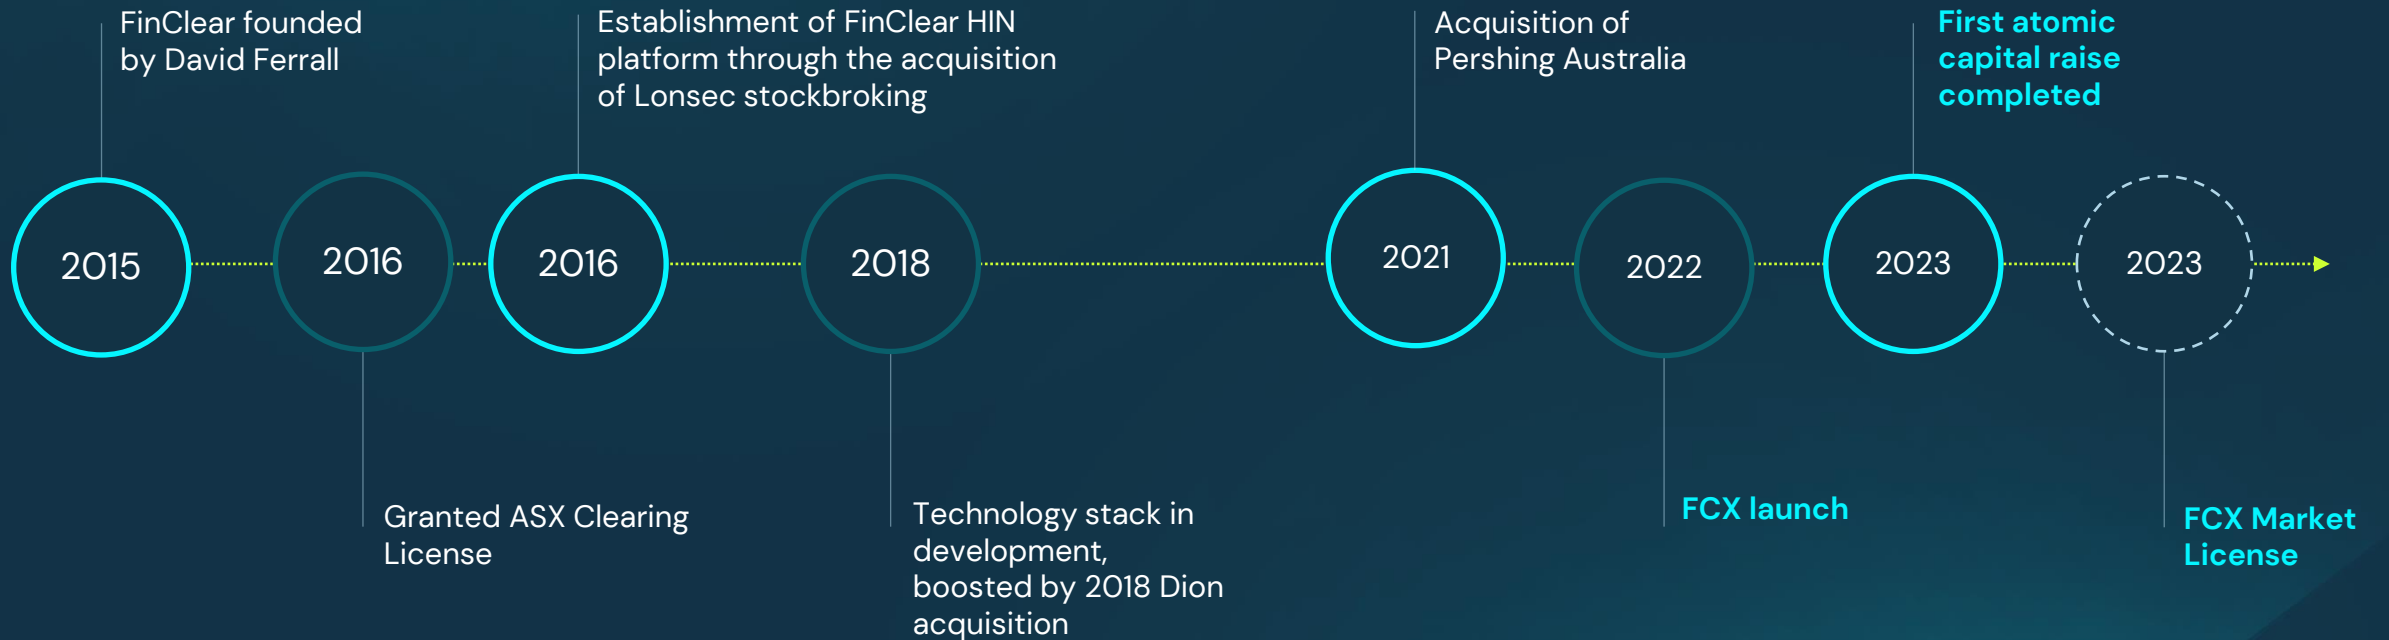 FinClear founded
by David Ferrall
Establishment of FinClear HIN
platform through the acquisition
of Lonsec stockbroking
Acquisition of
Pershing Australia
First atomic
capital raise
completed
2015
2016
2016
2018
2021
2022
2023
2023
Granted ASX Clearing
License
Technology stack in
development,
boosted by 2018 Dion
acquisition
FCX launch
FCX Market
License